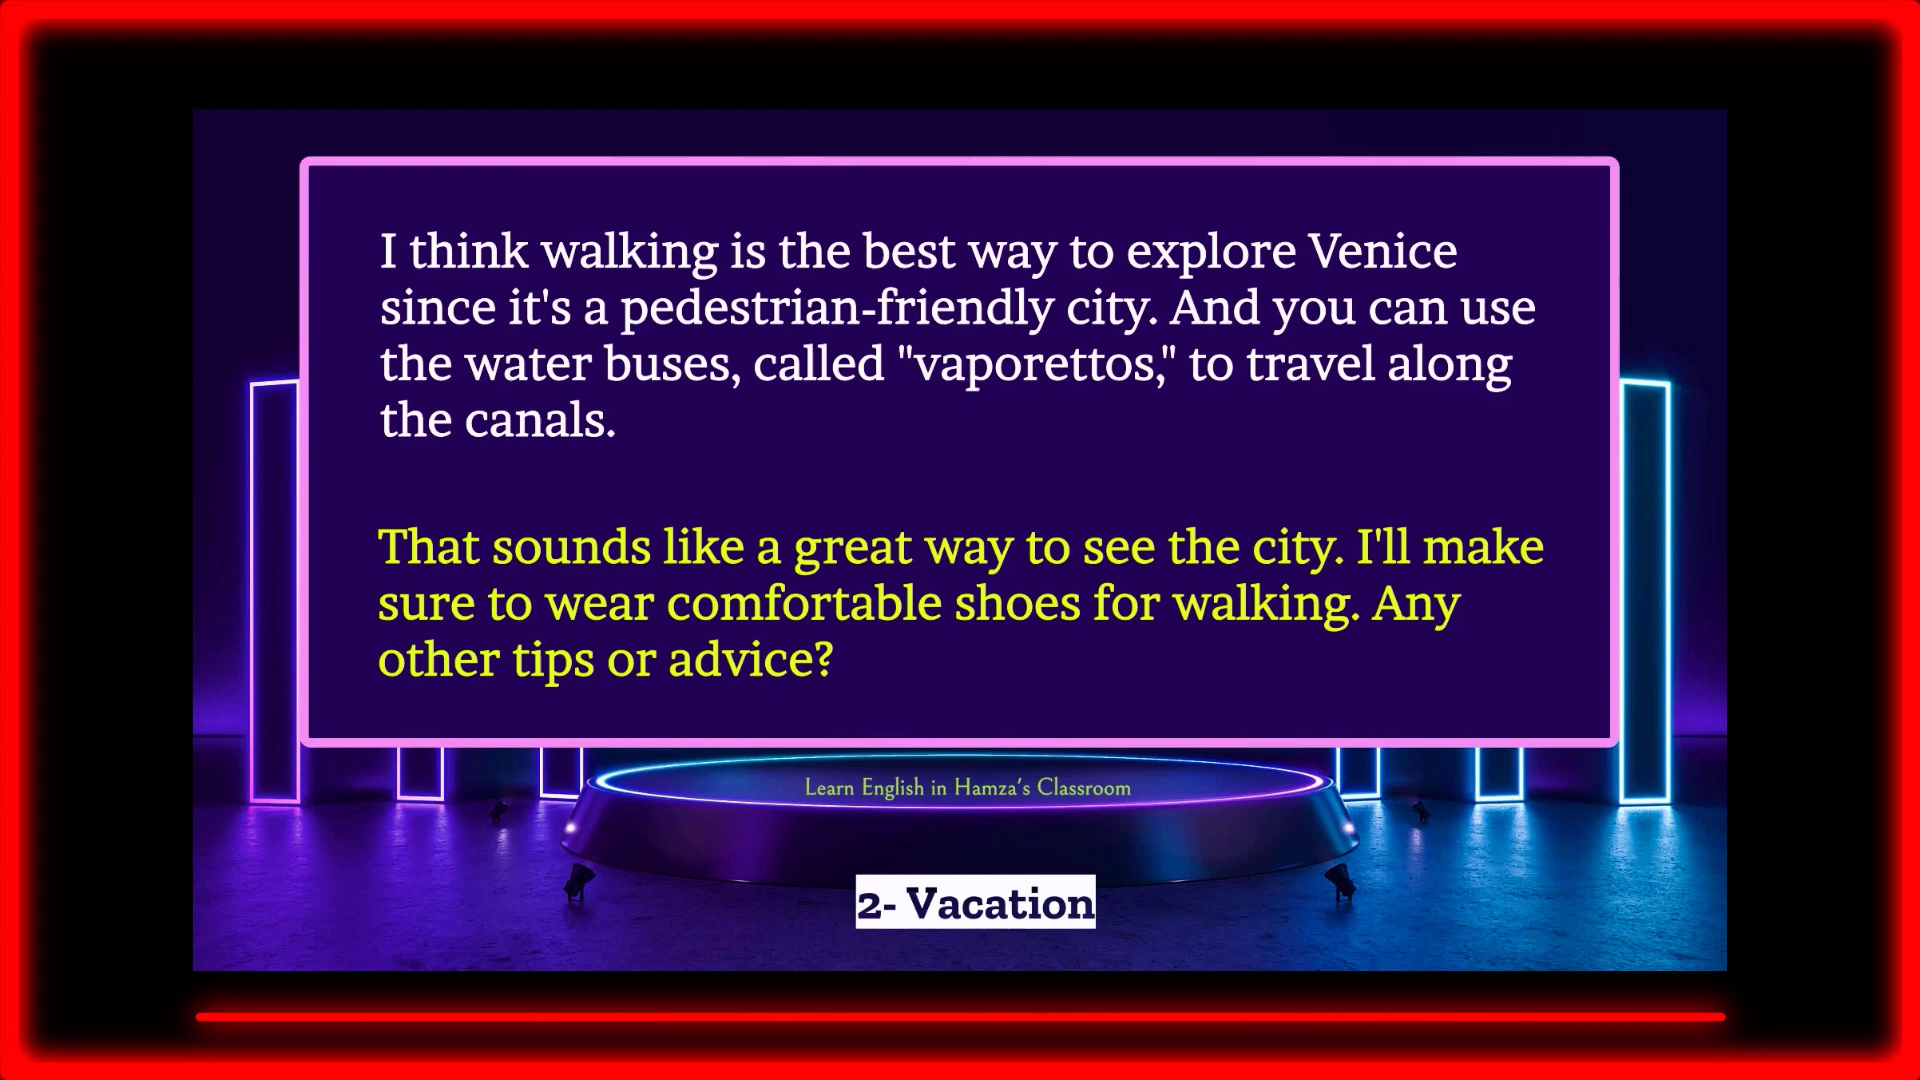 I think walking is the best way to explore Venice
since it's a pedestrian-friendly city. And you can use
the water buses, called "vaporettos," to travel along
the canals.
That sounds like a great way to see the city. I'll make
sure to wear comfortable shoes for walking. Any
other tips or advice?
Learn English in Hamza's Classroom
2- Vacation